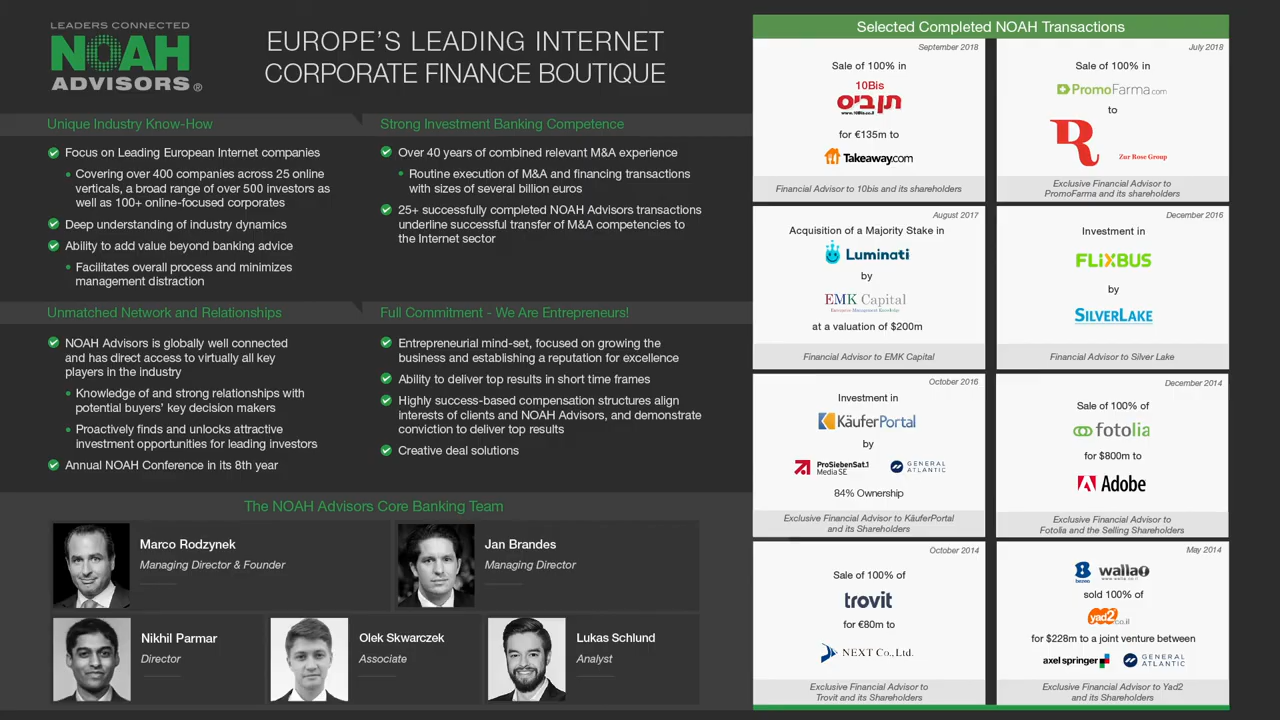 LEADERS CONNECTED
NOAH
ADVISORS®
EUROPE'S LEADING INTERNET
CORPORATE FINANCE BOUTIQUE
Unique Industry Know-How
Focus on Leading European Internet companies
• Covering over 400 companies across 25 online
verticals, a broad range of over 500 investors as
well as 100+ online-focused corporates
Deep understanding of industry dynamics
Ability to add value beyond banking advice
• Facilitates overall process and minimizes
management distraction
Strong Investment Banking Competence
Over 40 years of combined relevant M&A experience
• Routine execution of M&A and financing transactions
with sizes of several billion euros
25+ successfully completed NOAH Advisors transactions
underline successful transfer of M&A competencies to
the Internet sector
Unmatched Network and Relationships
NOAH Advisors is globally well connected
and has direct access to virtually all key
players in the industry
• Knowledge of and strong relationships with
potential buyers' key decision makers
• Proactively finds and unlocks attractive
investment opportunities for leading investors
Annual NOAH Conference in its 8th year
Full Commitment - We Are Entrepreneurs!
Entrepreneurial mind-set, focused on growing the
business and establishing a reputation for excellence
Ability to deliver top results in short time frames
Highly success-based compensation structures align
interests of clients and NOAH Advisors, and demonstrate
conviction to deliver top results
Creative deal solutions
The NOAH Advisors Core Banking Team
Marco Rodzynek
Managing Director & Founder
Jan Brandes
Managing Director
Nikhil Parmar
Director
Olek Skwarczek
Associate
Lukas Schlund
Analyst
Selected Completed NOAH Transactions
September 2018
Sale of 100% in
10Bis
תן ביס
www.10Bis.co.il
for €135m to
Takeaway.com
Financial Advisor to 10bis and its shareholders
July 2018
Sale of 100% in
PromoFarma.com
to
R
Zur Rose Group
Exclusive Financial Advisor to
PromoFarma and its shareholders
August 2017
Acquisition of a Majority Stake in
Luminati
by
EMK Capital
Entrepreneurs Management Knowledge
at a valuation of $200m
Financial Advisor to EMK Capital
December 2016
Investment in
FLiXBUS
by
SILVERLAKE
Financial Advisor to Silver Lake
October 2016
Investment in
KäuferPortal
by
ProSiebenSat.1
Media SE
GENERAL
ATLANTIC
84% Ownership
Exclusive Financial Advisor to KäuferPortal
and its Shareholders
December 2014
Sale of 100% of
fotolia
for $800m to
Adobe
Exclusive Financial Advisor to
Fotolia and the Selling Shareholders
October 2014
Sale of 100% of
trovit
for €80m to
NEXT Co., Ltd.
Exclusive Financial Advisor to
Trovit and its Shareholders
May 2014
bezeq
walla
www.walla.co.il
sold 100% of
yad2.co.il
for $228m to a joint venture between
axel springer
GENERAL
ATLANTIC
Exclusive Financial Advisor to Yad2
and its Shareholders